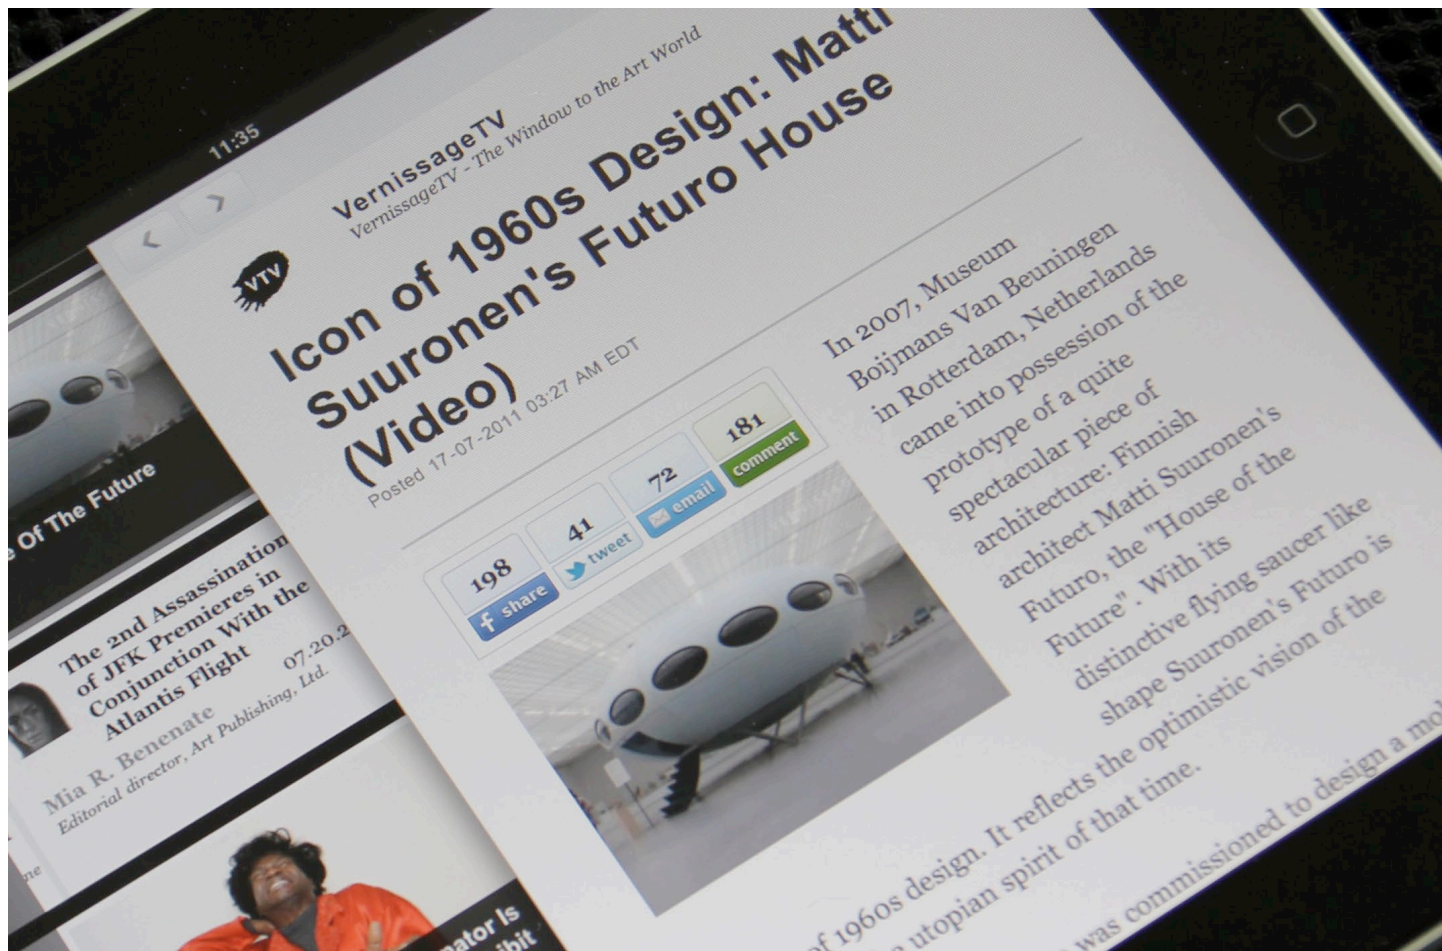 11:35
VernissageTV
VernissageTV - The Window to the Art World
VTV
Icon of 1960s Design: Matti
Suuronen's Futuro House
(Video)
Posted 17-07-2011 03:27 AM EDT
198
share
41
tweet
72
email
181
comment
In 2007, Museum
Boijmans Van Beuningen
in Rotterdam, Netherlands
came into possession of the
prototype of a quite
spectacular piece of
architecture: Finnish
architect Matti Suuronen's
Futuro, the "House of the
Future". With its
distinctive flying saucer like
shape Suuronen's Futuro is
of 1960s design. It reflects the optimistic vision of the
utopian spirit of that time.
was commissioned to design a
Of The Future
The 2nd Assassination
of JFK Premieres in
Conjunction With the
Atlantis Flight
07.20.2
Mia R. Benenate
Editorial director, Art Publishing, Ltd.
Is